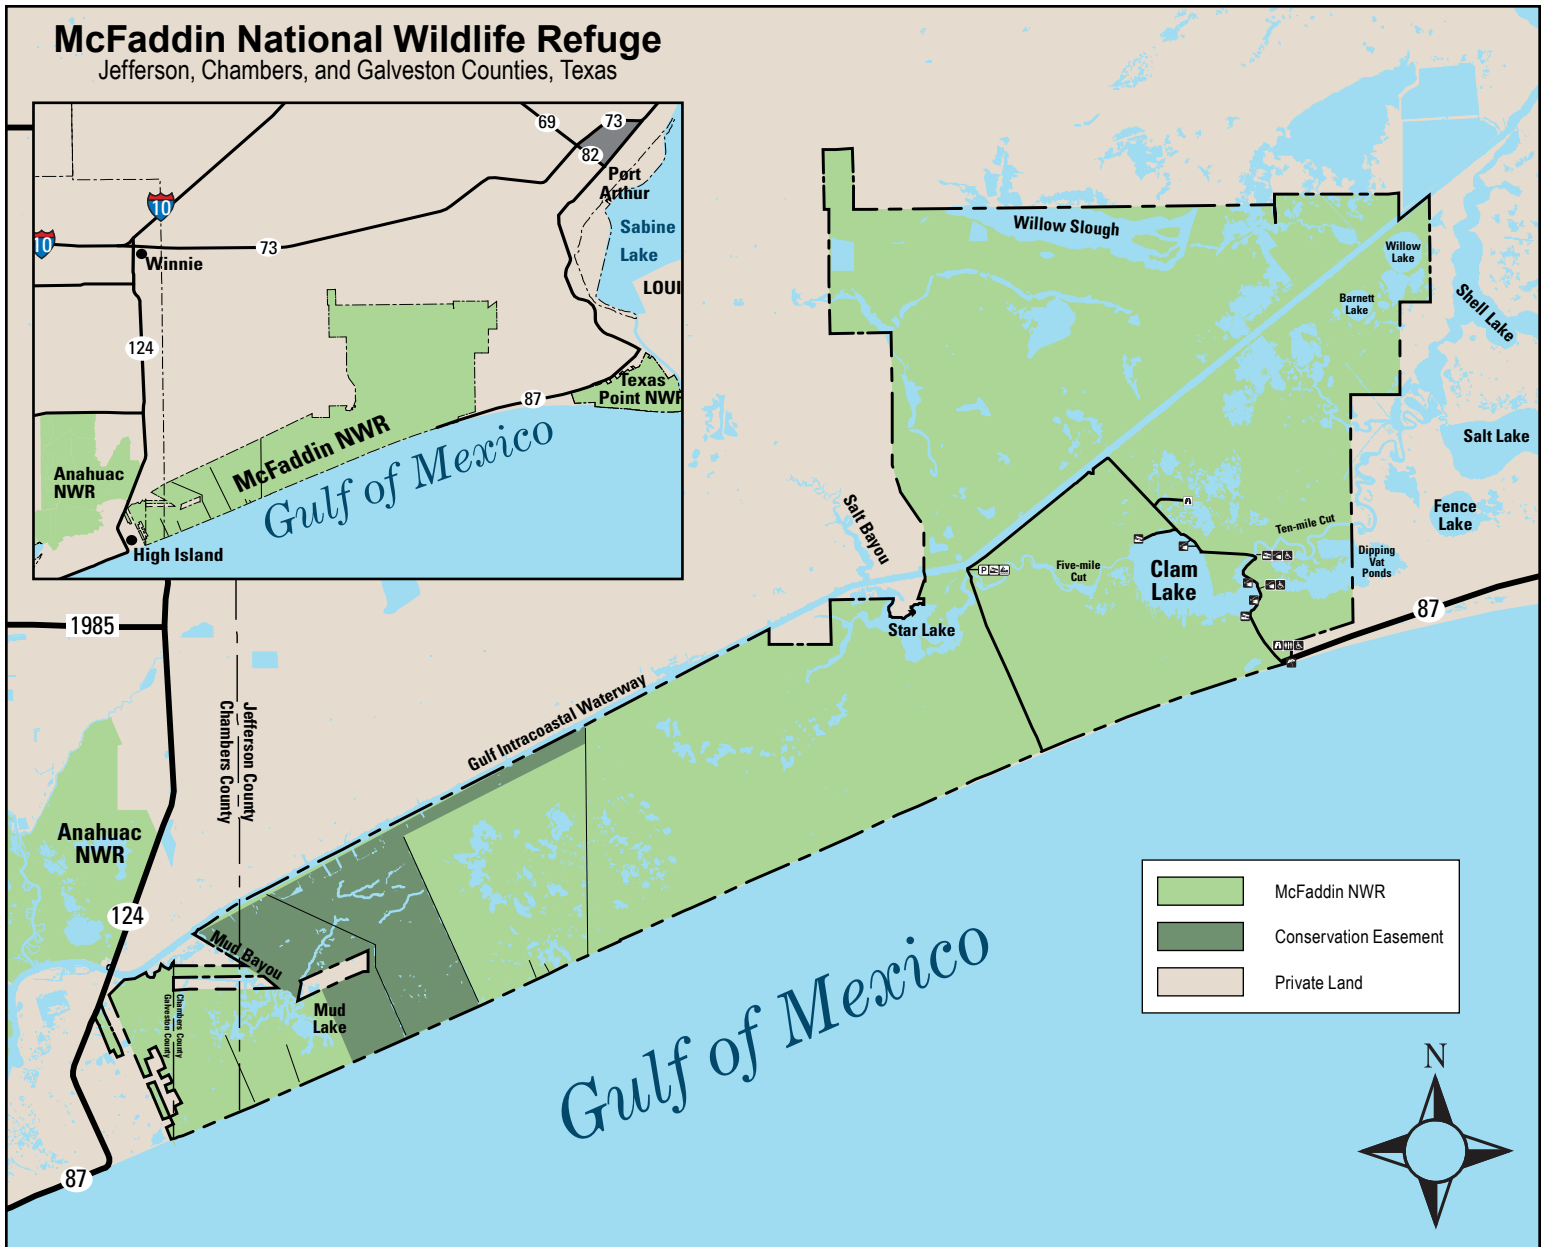 McFaddin National Wildlife Refuge
Jefferson, Chambers, and Galveston Counties, Texas
69
73
82
Port
Arthur
10
Sabine
Lake
10
73
Winnie
LOUI
124
Texas
Point NWR
87
McFaddin NWR
Gulf of Mexico
Anahuac
NWR
High Island
Willow Slough
Willow
Lake
Barnett
Lake
Shell Lake
Salt Lake
Salt Bayou
Fence
Lake
Ten-mile Cut
Dipping
Vat
Ponds
Five-mile
Cut
Clam
Lake
P
Star Lake
87
1985
Jefferson County
Chambers County
Gulf Intracoastal Waterway
Anahuac
NWR
124
Mud Bayou
Mud
Lake
Chambers County
Galveston County
87
Gulf of Mexico
McFaddin NWR
Conservation Easement
Private Land
N